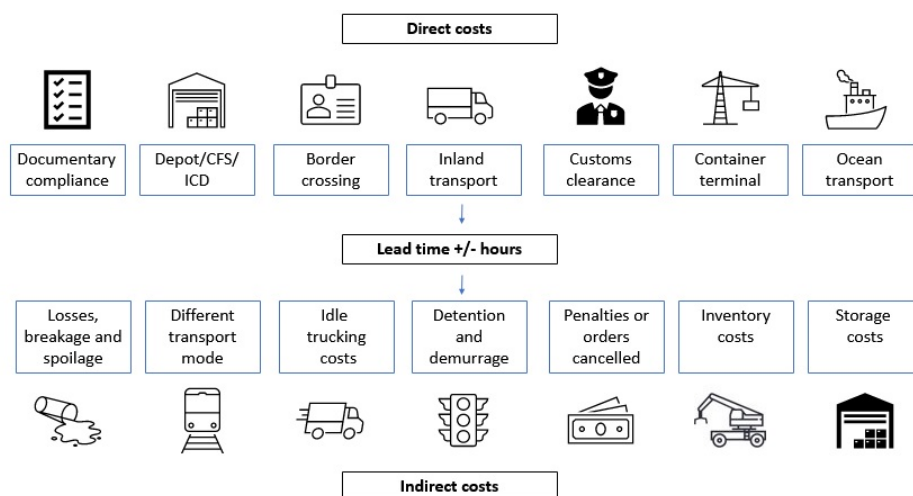 Direct costs
Documentary
compliance
Depot/CFS/
ICD
Border
crossing
Inland
transport
Customs
clearance
Container
terminal
Ocean
transport
Lead time +/- hours
Losses,
breakage and
spoilage
Different
transport
mode
Idle
trucking
costs
Detention
and
demurrage
Penalties or
orders
cancelled
Inventory
costs
Storage
costs
Indirect costs